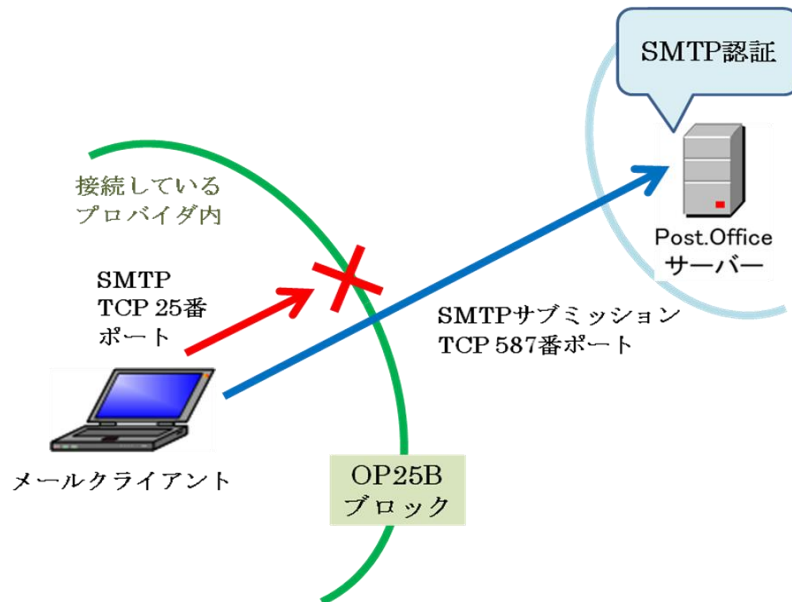 SMTP認証
接続している
プロバイダ内
Post.Office
サーバー
SMTP
TCP 25番
ポート
SMTPサブミッション
TCP 587番ポート
メールクライアント
OP25B
ブロック